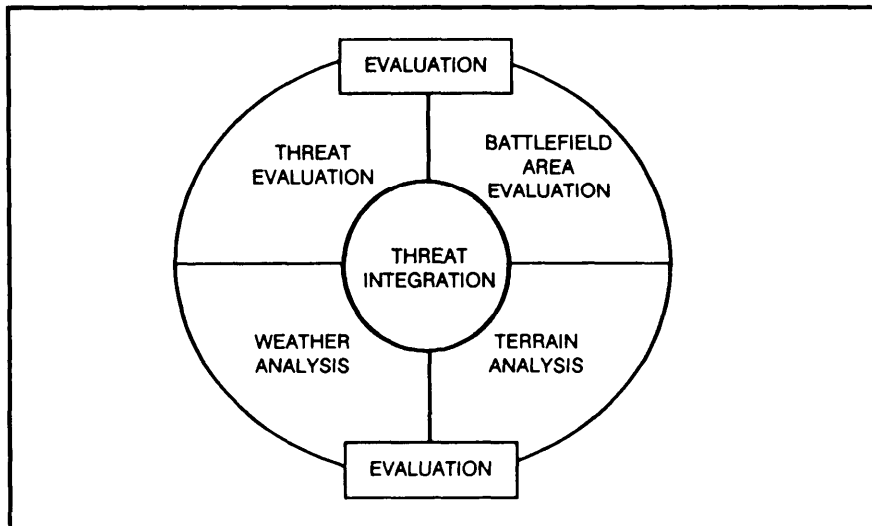 EVALUATION
THREAT
EVALUATION
BATTLEFIELD
AREA
EVALUATION
THREAT
INTEGRATION
WEATHER
ANALYSIS
TERRAIN
ANALYSIS
EVALUATION